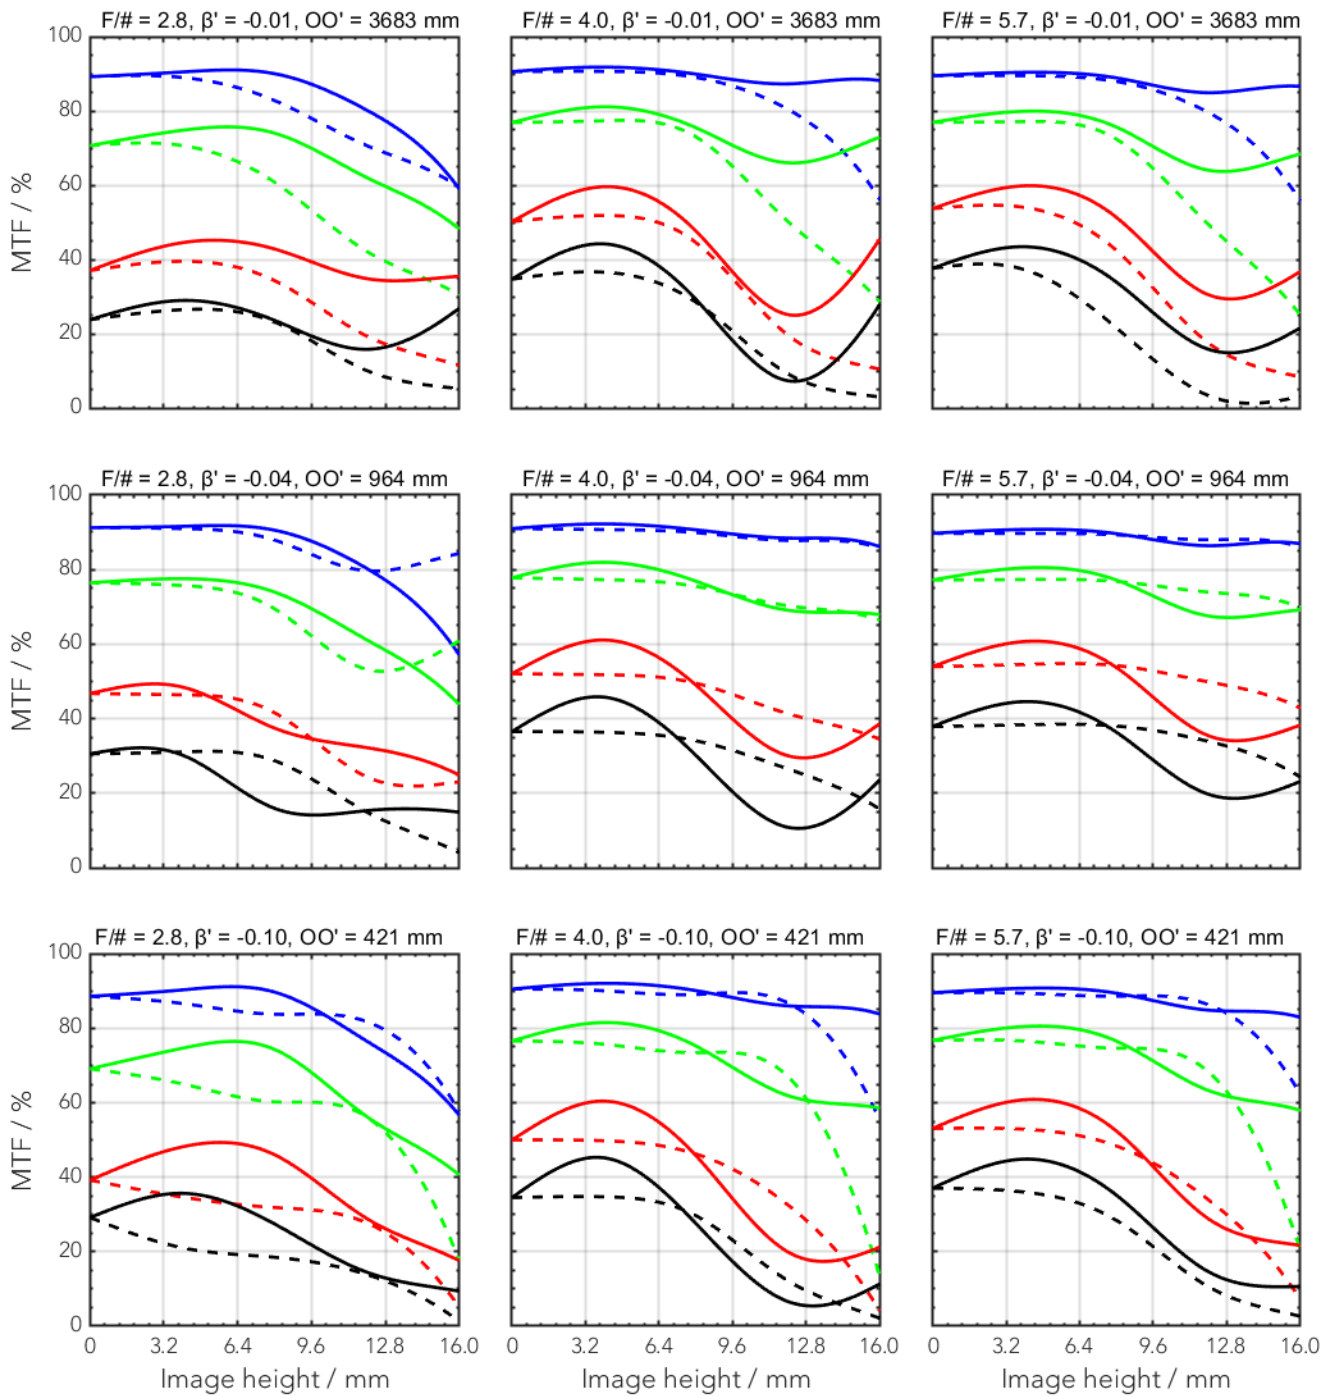 F/# = 2.8, β' = -0.01, OO' = 3683 mm
F/# = 4.0, β' = -0.01, OO' = 3683 mm
F/# = 5.7, β' = -0.01, OO' = 3683 mm
100
80
60
40
20
0
MTF / %
F/# = 2.8, β' = -0.04, OO' = 964 mm
F/# = 4.0, β' = -0.04, OO' = 964 mm
F/# = 5.7, β' = -0.04, OO' = 964 mm
100
80
60
40
20
0
MTF / %
F/# = 2.8, β' = -0.10, OO' = 421 mm
F/# = 4.0, β' = -0.10, OO' = 421 mm
F/# = 5.7, β' = -0.10, OO' = 421 mm
100
80
60
40
20
0
MTF / %
0 3.2 6.4 9.6 12.8 16.0
0 3.2 6.4 9.6 12.8 16.0
0 3.2 6.4 9.6 12.8 16.0
Image height / mm
Image height / mm
Image height / mm